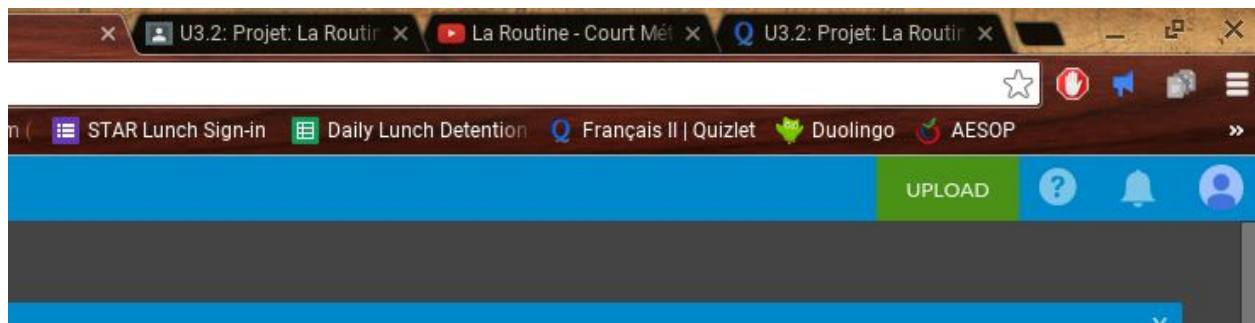 U3.2: Projet: La Routir La Routine - Court Mét U3.2: Projet: La Routir
STAR Lunch Sign-in Daily Lunch Detention Français II | Quizlet Duolingo AESOP
UPLOAD